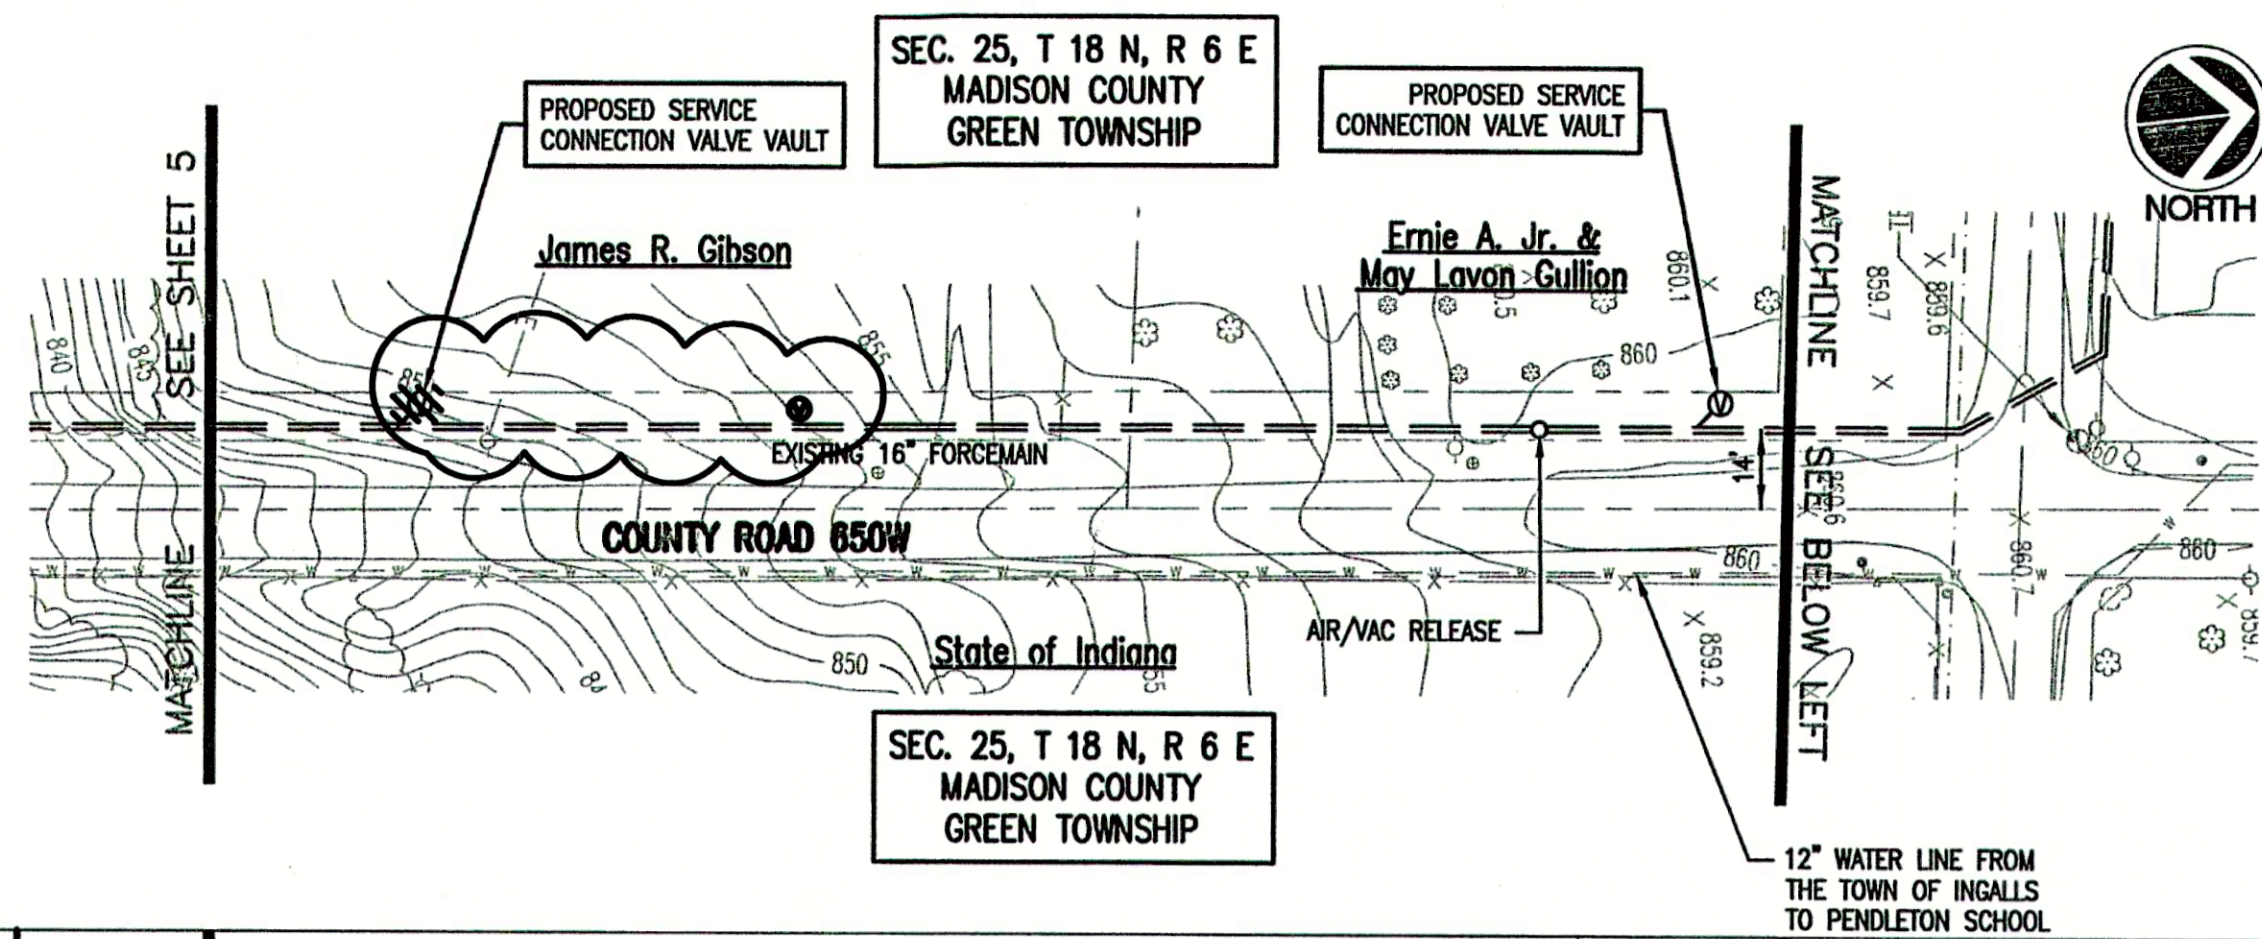 SEC. 25, T 18 N, R 6 E
MADISON COUNTY
GREEN TOWNSHIP
PROPOSED SERVICE
CONNECTION VALVE VAULT
PROPOSED SERVICE
CONNECTION VALVE VAULT
NORTH
MATCHLINE SEE SHEET 5
James R. Gibson
Ernie A. Jr. &
May Lavon Gullion
MATCHLINE SEE BELOW LEFT
840
845
855
860.1
859.7
859.6
860
V
V
EXISTING 16" FORCEMAIN
14'
860
COUNTY ROAD 650W
860
860.7
860
859.7
AIR/VAC RELEASE
State of Indiana
850
859.2
SEC. 25, T 18 N, R 6 E
MADISON COUNTY
GREEN TOWNSHIP
12" WATER LINE FROM
THE TOWN OF INGALLS
TO PENDLETON SCHOOL